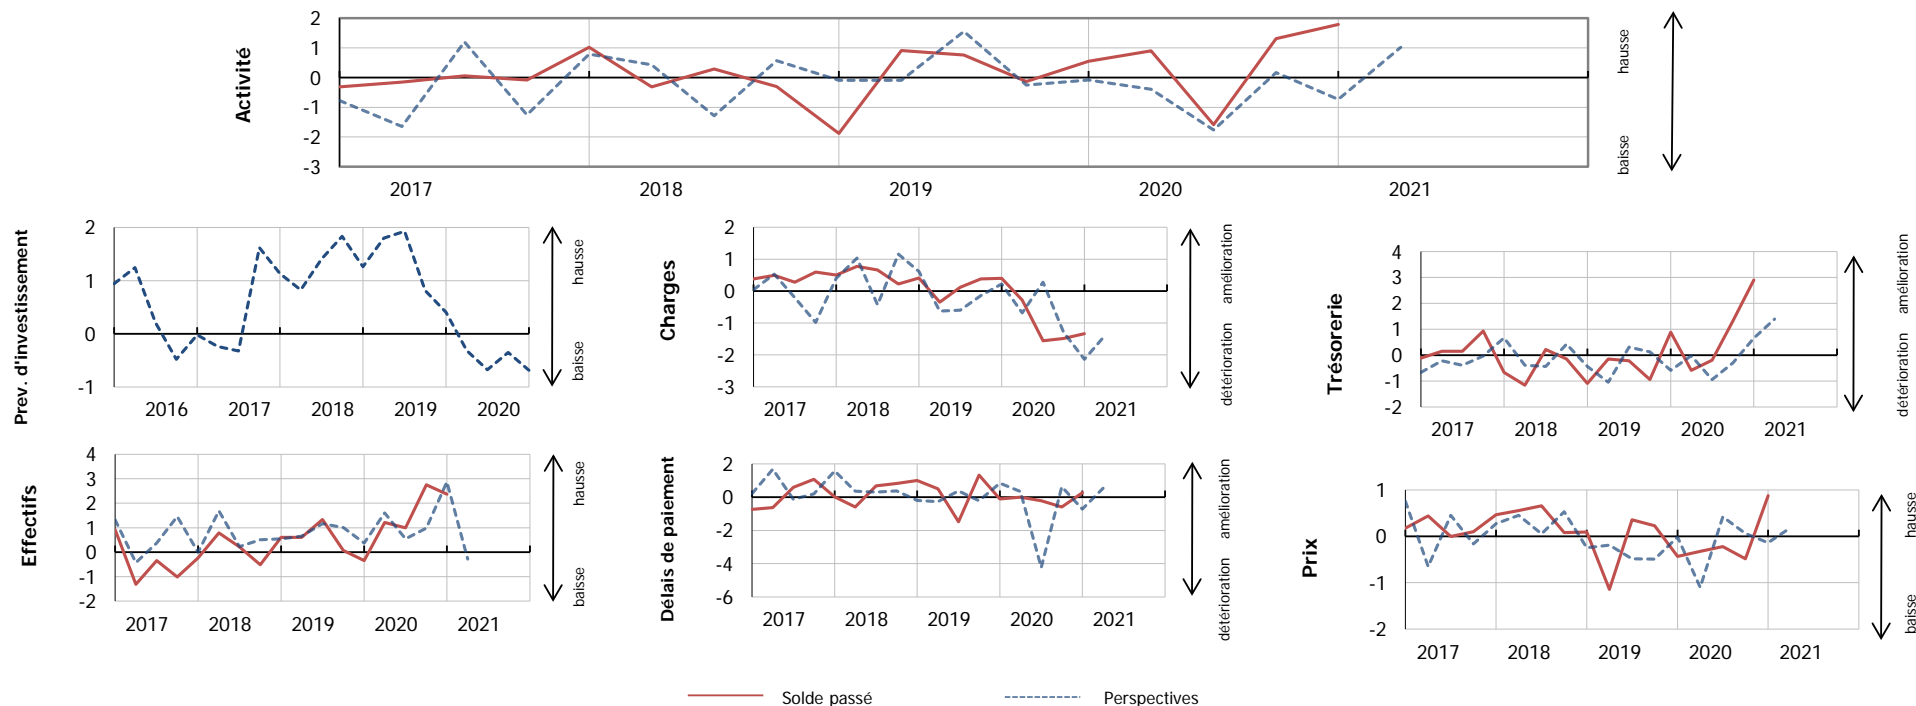 Activité
2
1
0
-1
-2
-3
2017 2018 2019 2020 2021
hausse
baisse
Prev. d'investissement
2
1
0
-1
2016 2017 2018 2019 2020
hausse
baisse
Charges
2
1
0
-1
-2
-3
2017 2018 2019 2020 2021
amélioration
détérioration
Trésorerie
4
3
2
1
0
-1
-2
2017 2018 2019 2020 2021
amélioration
détérioration
Effectifs
4
3
2
1
0
-1
-2
2017 2018 2019 2020 2021
hausse
baisse
Délais de paiement
2
0
-2
-4
-6
2017 2018 2019 2020 2021
amélioration
détérioration
Prix
1
0
-1
-2
2017 2018 2019 2020 2021
hausse
baisse
Solde passé Perspectives